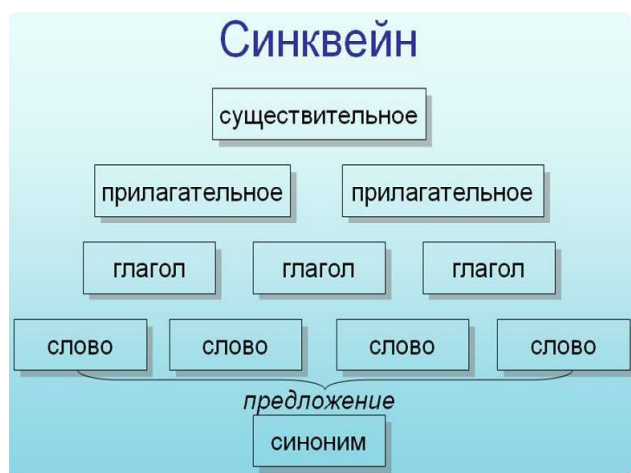 Синквейн
существительное
прилагательное прилагательное
глагол глагол глагол
слово слово слово слово
предложение
синоним